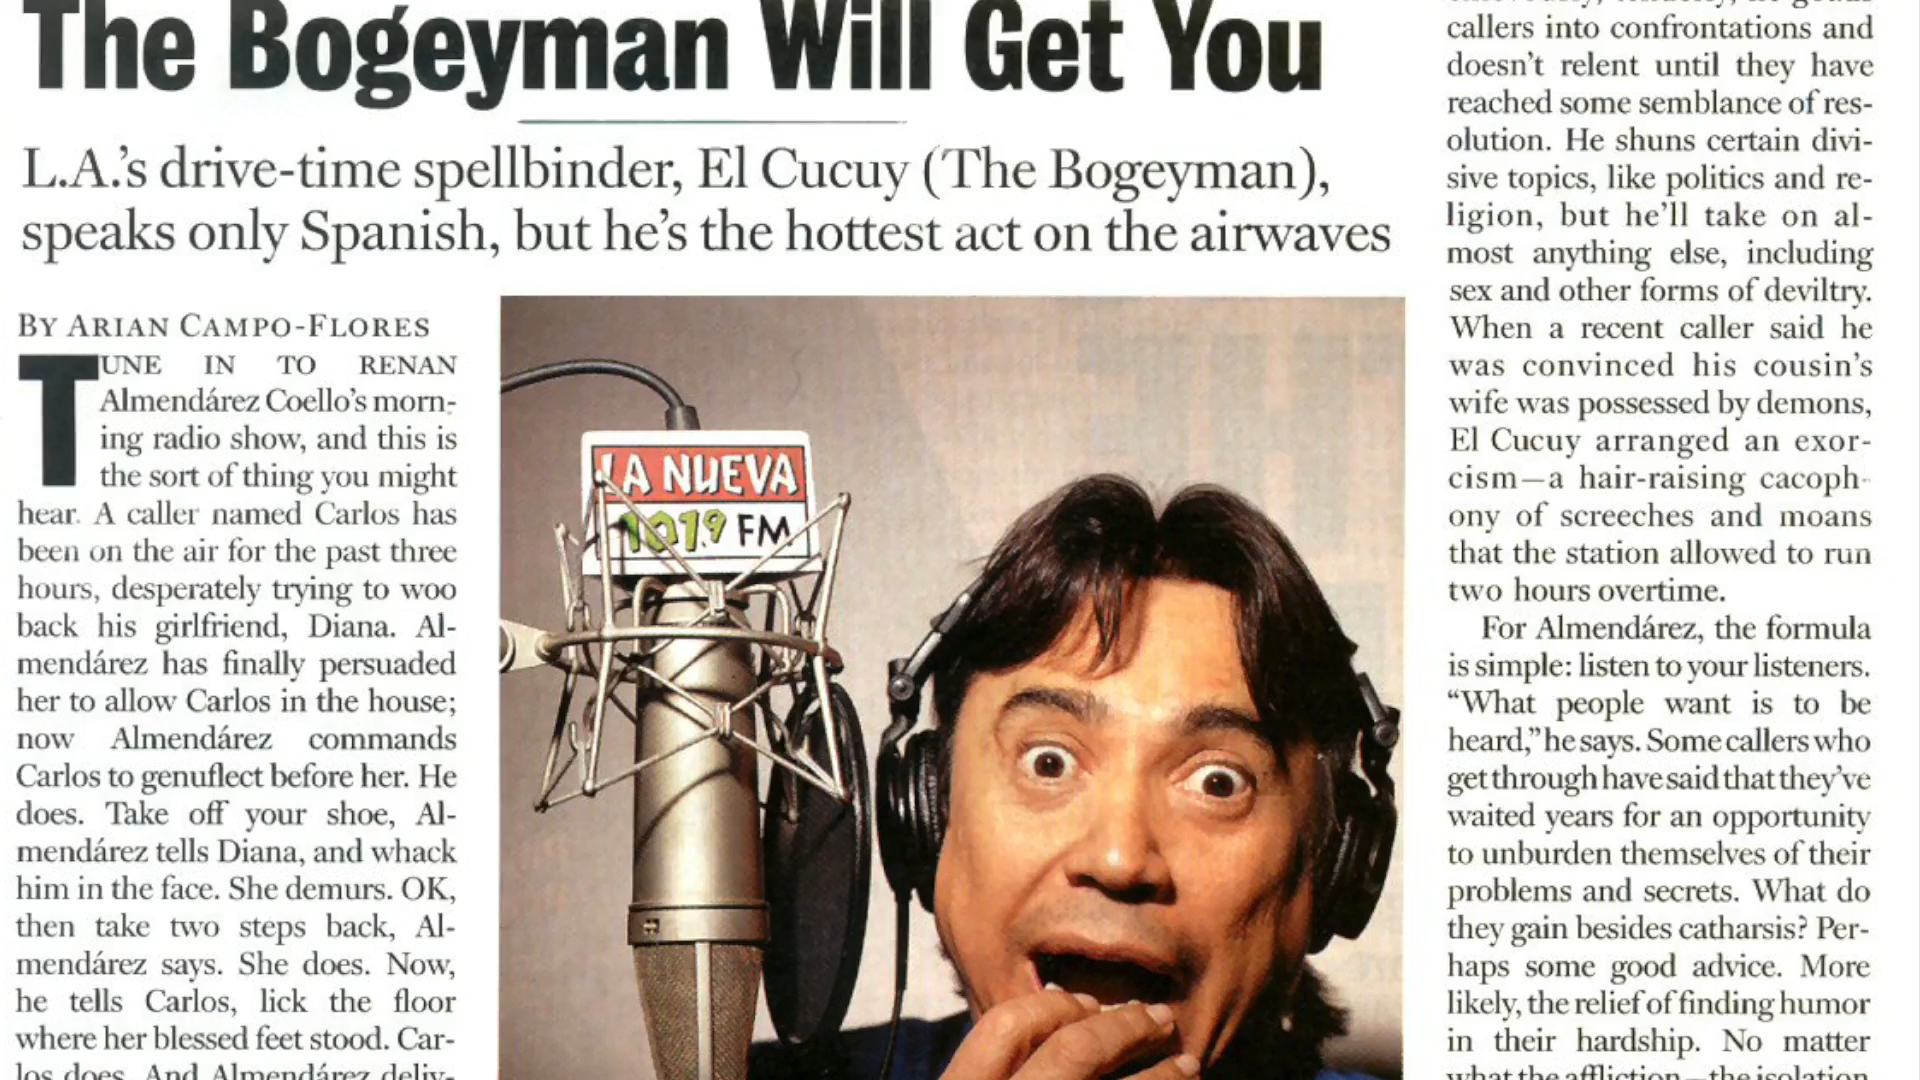 The Bogeyman Will Get You
L.A.'s drive-time spellbinder, El Cucuy (The Bogeyman),
speaks only Spanish, but he's the hottest act on the airwaves
BY ARIAN CAMPO-FLORES
TUNE IN TO RENAN
Almendárez Coello's morn-
ing radio show, and this is
the sort of thing you might
hear. A caller named Carlos has
been on the air for the past three
hours, desperately trying to woo
back his girlfriend, Diana. Al-
mendárez has finally persuaded
her to allow Carlos in the house;
now Almendárez commands
Carlos to genuflect before her. He
does. Take off your shoe, Al-
mendárez tells Diana, and whack
him in the face. She demurs. OK,
then take two steps back, Al-
mendárez says. She does. Now,
he tells Carlos, lick the floor
where her blessed feet stood. Car-
los does. And Almendárez deliv-
LA NUEVA
101.9 FM
callers into confrontations and
doesn't relent until they have
reached some semblance of res-
olution. He shuns certain divi-
sive topics, like politics and re-
ligion, but he'll take on al-
most anything else, including
sex and other forms of deviltry.
When a recent caller said he
was convinced his cousin's
wife was possessed by demons,
El Cucuy arranged an exor-
cism—a hair-raising cacoph-
ony of screeches and moans
that the station allowed to run
two hours overtime.
For Almendárez, the formula
is simple: listen to your listeners.
“What people want is to be
heard,” he says. Some callers who
get through have said that they've
waited years for an opportunity
to unburden themselves of their
problems and secrets. What do
they gain besides catharsis? Per-
haps some good advice. More
likely, the relief of finding humor
in their hardship. No matter
what the affliction—the isolation